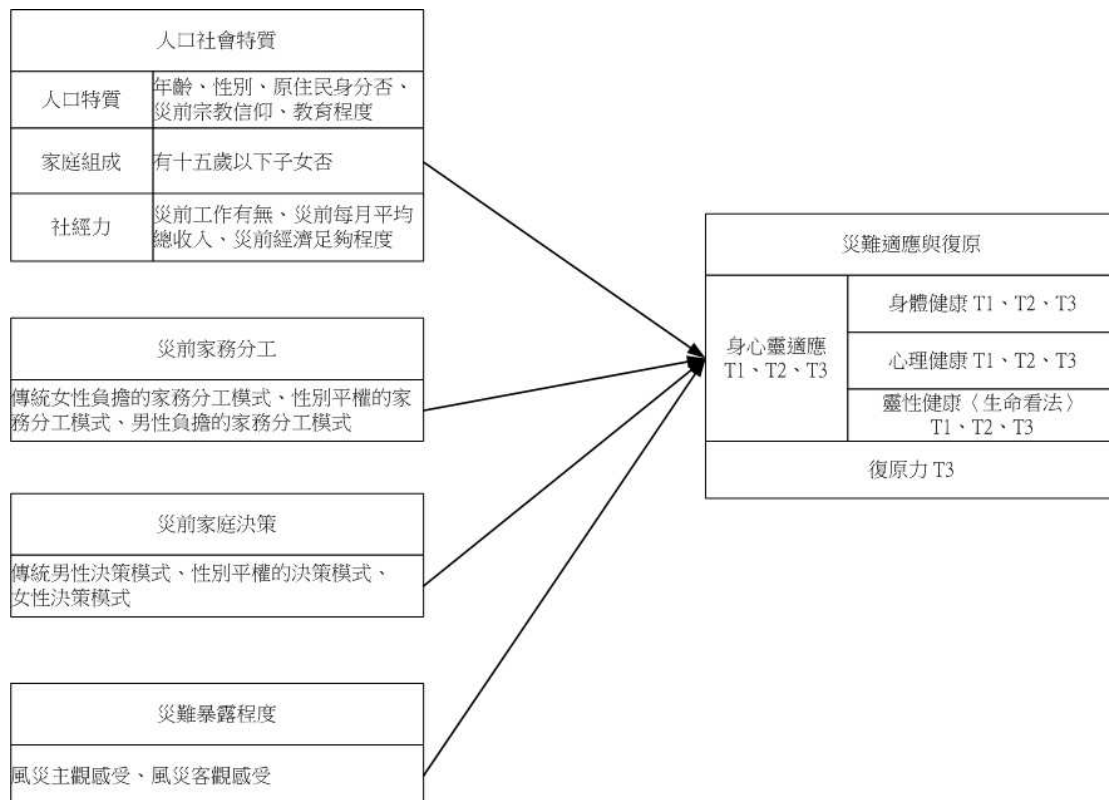 人口社會特質
人口特質
年齡、性別、原住民身分否、
災前宗教信仰、教育程度
家庭組成
有十五歲以下子女否
社經力
災前工作有無、災前每月平均
總收入、災前經濟足夠程度
災前家務分工
傳統女性負擔的家務分工模式、性別平權的家
務分工模式、男性負擔的家務分工模式
災前家庭決策
傳統男性決策模式、性別平權的決策模式、
女性決策模式
災難暴露程度
風災主觀感受、風災客觀感受
災難適應與復原
身心靈適應
T1、T2、T3
身體健康 T1、T2、T3
心理健康 T1、T2、T3
靈性健康〈生命看法〉
T1、T2、T3
復原力 T3